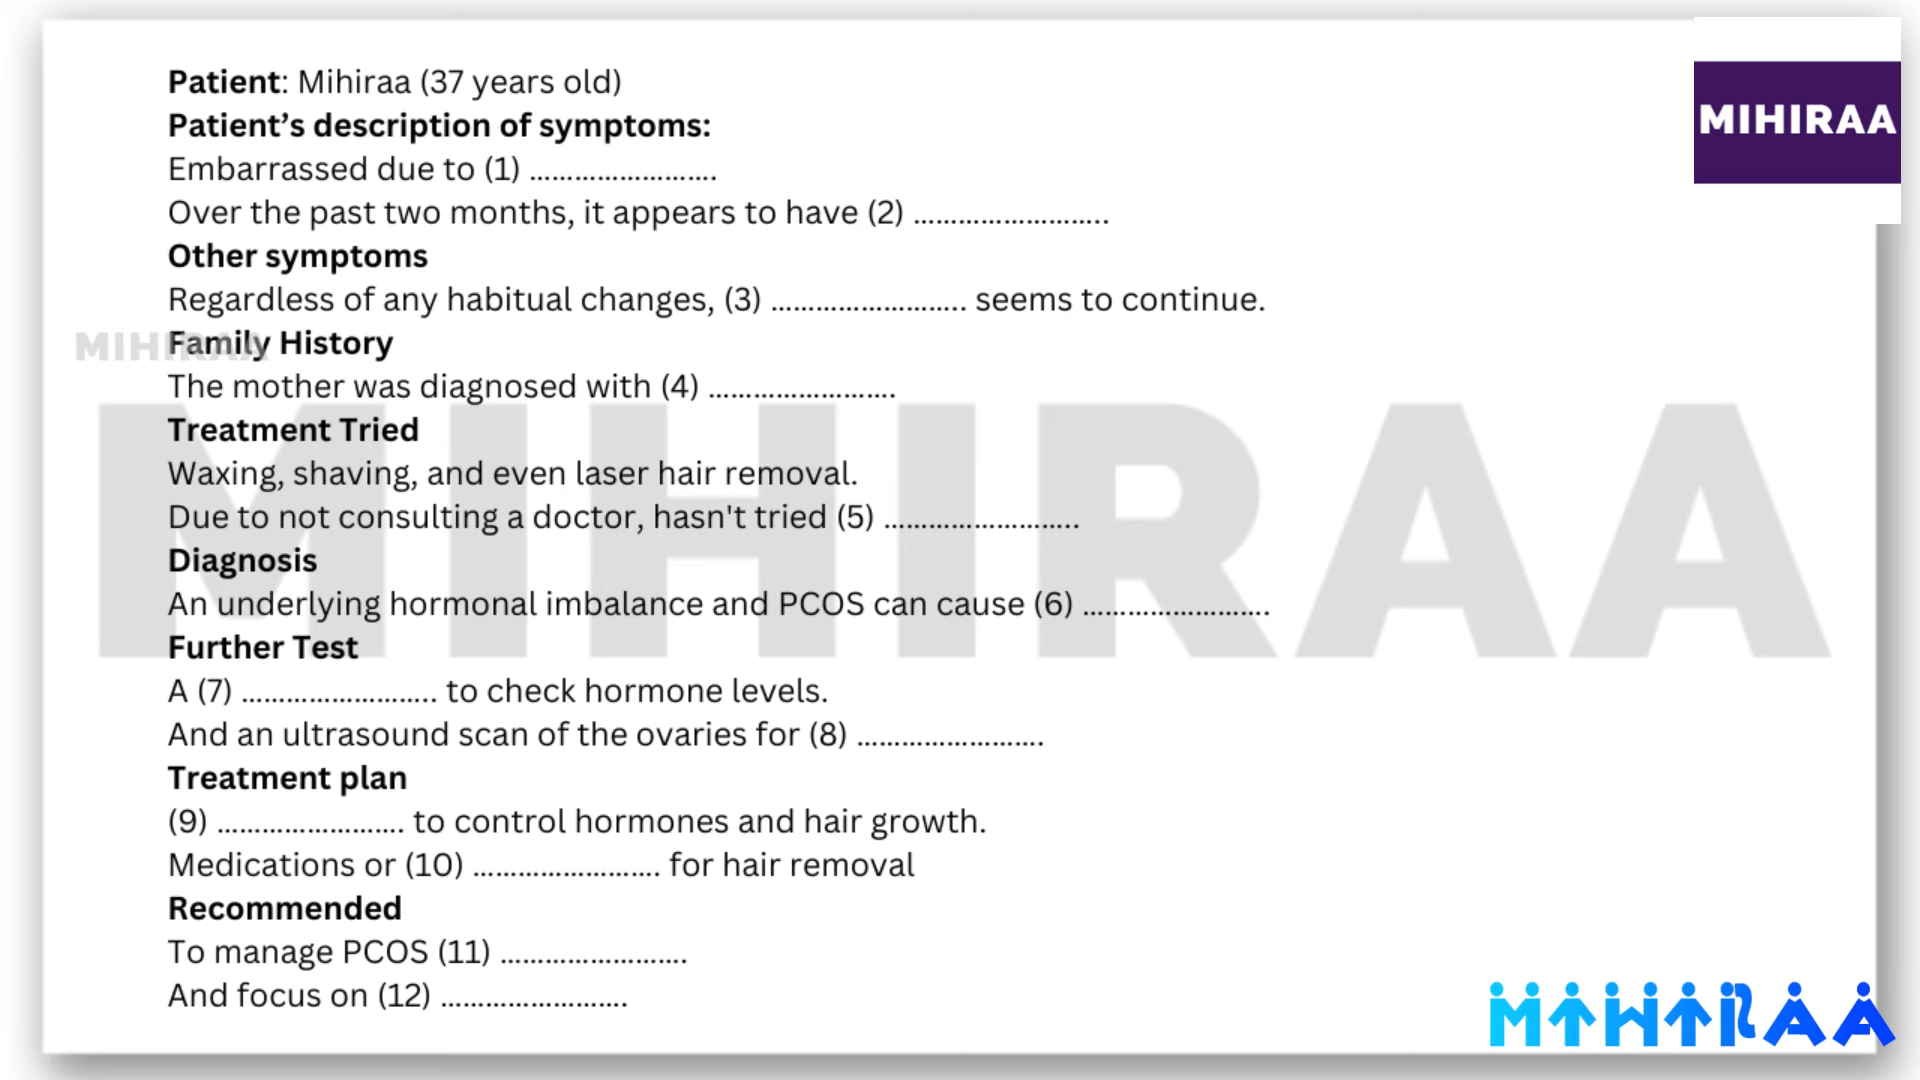 Patient: Mihiraa (37 years old)
MIHIRAA
Patient’s description of symptoms:
Embarrassed due to (1) …………………….
Over the past two months, it appears to have (2) ……………………..
Other symptoms
Regardless of any habitual changes, (3) …………………….. seems to continue.
MIHIRAA
Family History
The mother was diagnosed with (4) …………………….
Treatment Tried
Waxing, shaving, and even laser hair removal.
Due to not consulting a doctor, hasn't tried (5) ……………………..
MIHIRAA
Diagnosis
An underlying hormonal imbalance and PCOS can cause (6) …………………….
Further Test
A (7) …………………….. to check hormone levels.
And an ultrasound scan of the ovaries for (8) …………………….
Treatment plan
(9) ……………………. to control hormones and hair growth.
Medications or (10) ……………………. for hair removal
Recommended
To manage PCOS (11) …………………….
And focus on (12) …………………….
MIHIRAA